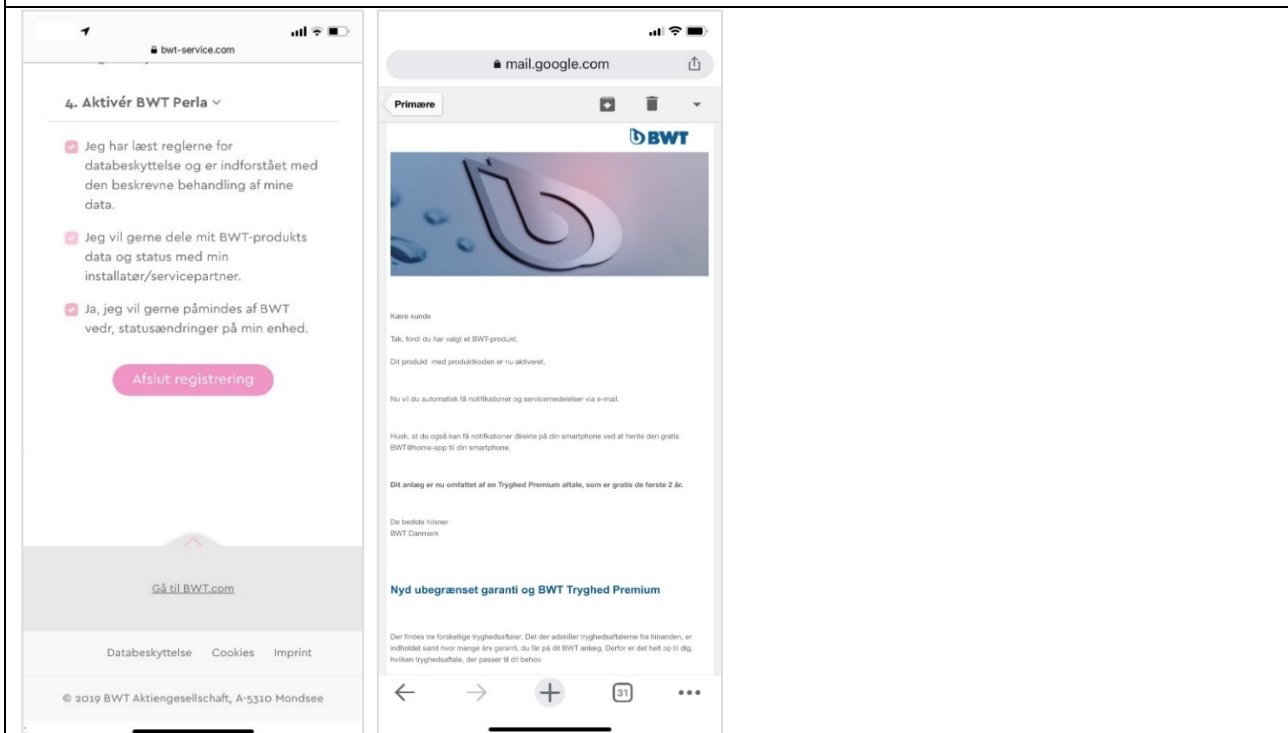 bwt-service.com
4. Aktivér BWT Perla
Jeg har læst reglerne for
databeskyttelse og er indforstået med
den beskrevne behandling af mine
data.
Jeg vil gerne dele mit BWT-produkts
data og status med min
installatør/servicepartner.
Ja, jeg vil gerne påmindes af BWT
vedr, statusændringer på min enhed.
Afslut registrering
Gå til BWT.com
Databeskyttelse Cookies Imprint
© 2019 BWT Aktiengesellschaft, A-5310 Mondsee
mail.google.com
Primære
BWT
Kære kunde
Tak, fordi du har valgt et BWT-produkt.
Dit produkt med produktkoden er nu aktiveret.
Nu vil du automatisk få notifikationer og servicemedelelser via e-mail.
Husk, at du også kan få notifkationer direkte på din smartphone ved at hente den gratis
BWT@home-app til din smartphone.
Dit anlæg er nu omfattet af en Tryghed Premium aftale, som er gratis de første 2 år.
De bedste hilsner
BWT Danmark
Nyd ubegrænset garanti og BWT Tryghed Premium
Der findes tre forskellige tryghedsaftaler. Det der adskiller tryghedsaftalerne fra hinanden, er
indholdet samt hvor mange års garanti, du får på dit BWT anlæg. Derfor er det helt op til dig,
hvilken tryghedsaftale, der passer til dit behov.
31